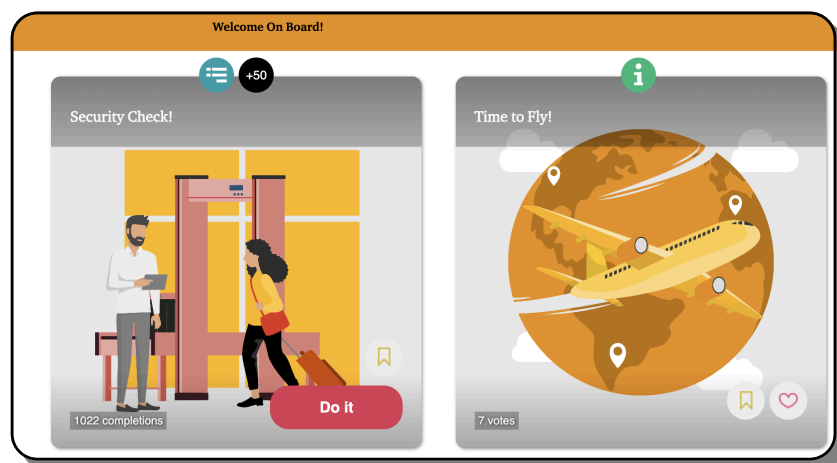 Welcome On Board!
+50
Security Check!
Time to Fly!
Do it
1022 completions
7 votes